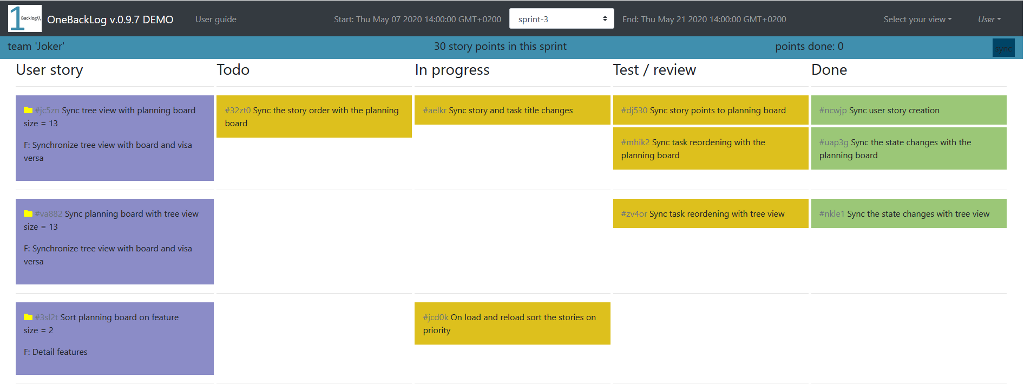 1 BacklogVL OneBackLog v.0.9.7 DEMO User guide Start: Thu May 07 2020 14:00:00 GMT+0200 sprint-3 End: Thu May 21 2020 14:00:00 GMT+0200 Select your view User
team 'Joker' 30 story points in this sprint points done: 0 sync
User story Todo In progress Test / review Done
Sync tree view with planning board
size = 13
F: Synchronize tree view with board and visa
versa
#32zt0 Sync the story order with the planning
board
#aelkr Sync story and task title changes
#dj530 Sync story points to planning board
#mhik2 Sync task reordering with the
planning board
#ncwjp Sync user story creation
#uap3g Sync the state changes with the
planning board
Sync planning board with tree view
size = 13
F: Synchronize tree view with board and visa
versa
#zv4or Sync task reordering with tree view
#nkle1 Sync the state changes with tree view
Sort planning board on feature
size = 2
F: Detail features
#jcd0k On load and reload sort the stories on
priority